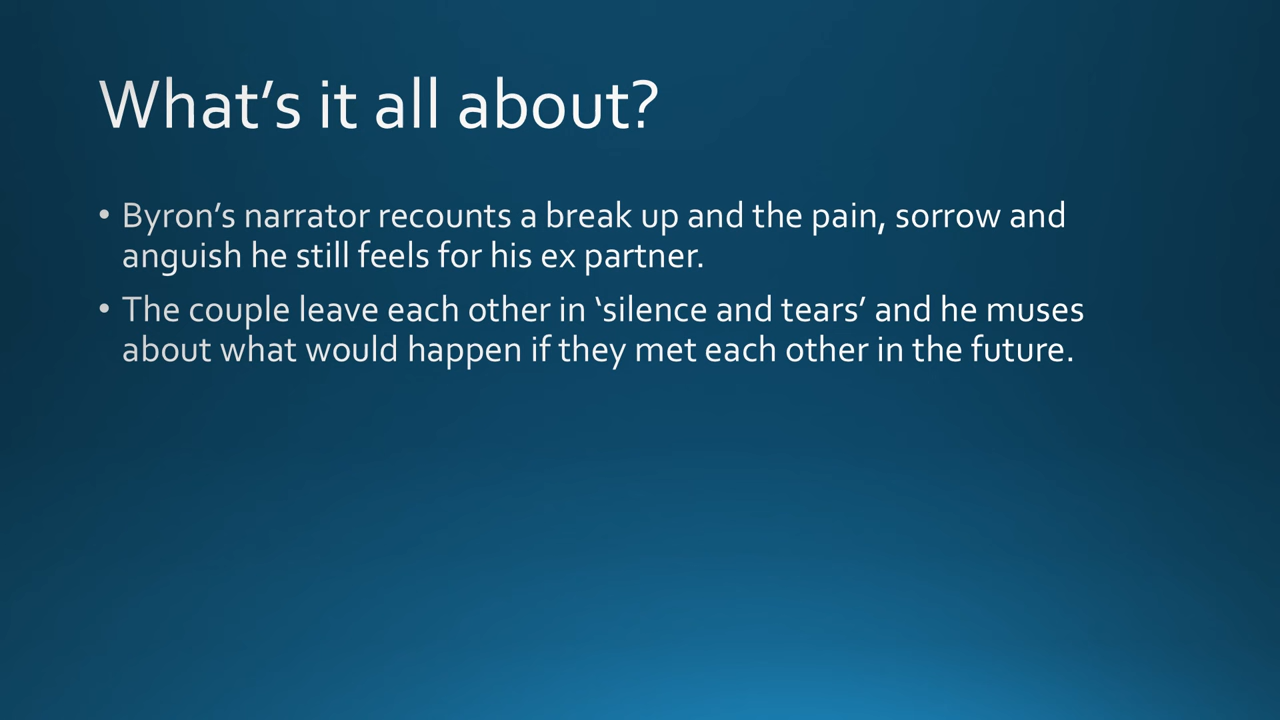 What's it all about?
• Byron's narrator recounts a break up and the pain, sorrow and
anguish he still feels for his ex partner.
• The couple leave each other in ‘silence and tears’ and he muses
about what would happen if they met each other in the future.